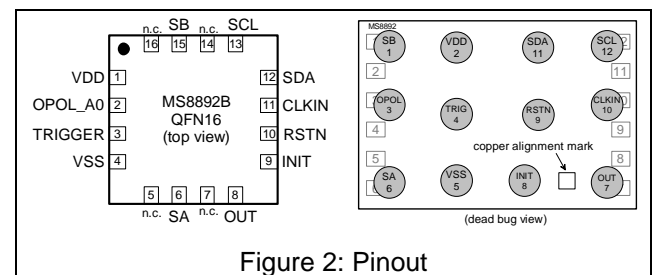 n.c. SB n.c. SCL
16 15 14 13
VDD 1
OPOL_A0 2
TRIGGER 3
VSS 4
MS8892B
QFN16
(top view)
12 SDA
11 CLKIN
10 RSTN
9 INIT
5 6 7 8
n.c. SA n.c. OUT
MS8892
SB
1
VDD
2
SDA
11
SCL
12
2
11
OPOL
3
TRIG
4
RSTN
9
CLKIN
10
4
9
copper alignment mark
5
8
SA
6
VSS
5
INIT
8
OUT
7
(dead bug view)
Figure 2: Pinout